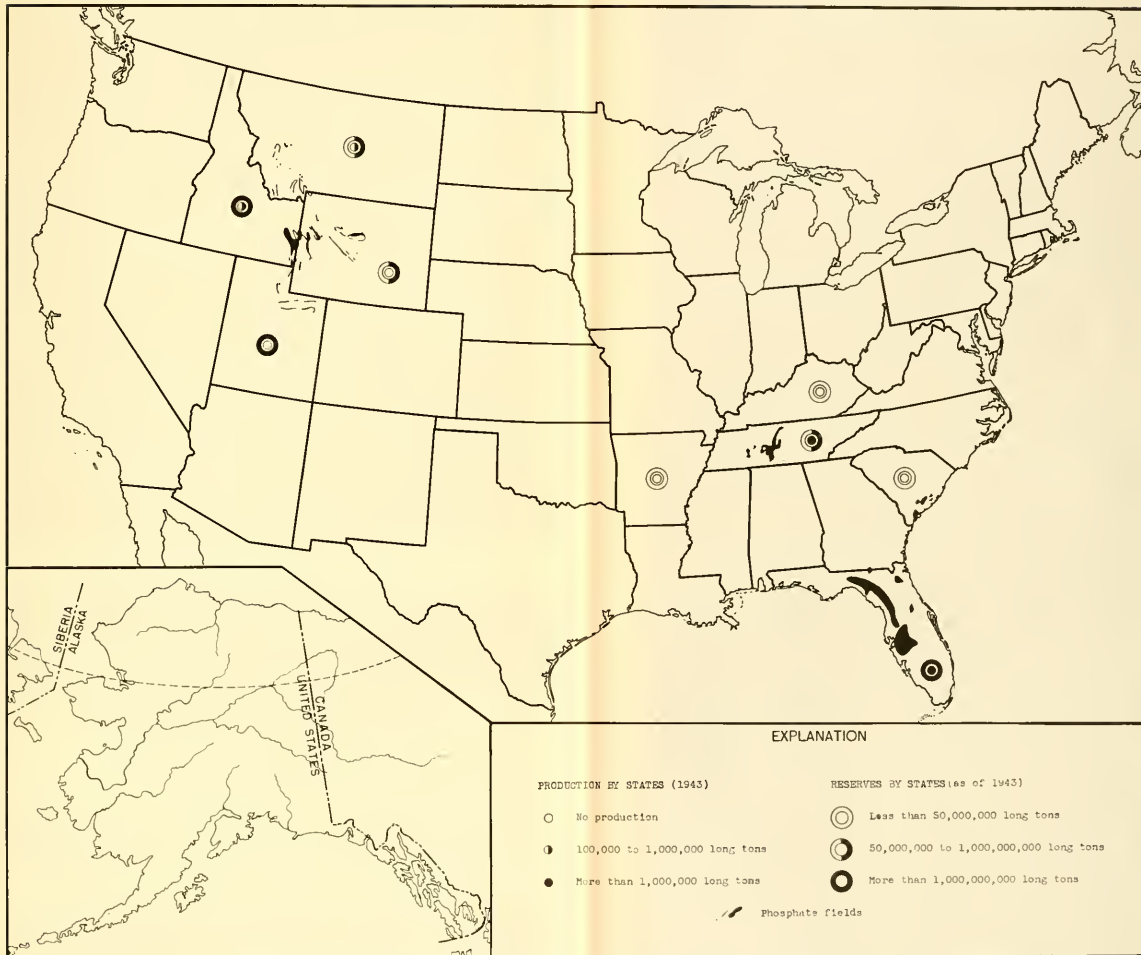 SIBERIA
ALASKA
CANADA
UNITED STATES
EXPLANATION
PRODUCTION BY STATES (1943)
No production
100,000 to 1,000,000 long tons
More than 1,000,000 long tons
RESERVES BY STATES (as of 1943)
Less than 50,000,000 long tons
50,000,000 to 1,000,000,000 long tons
More than 1,000,000,000 long tons
Phosphate fields